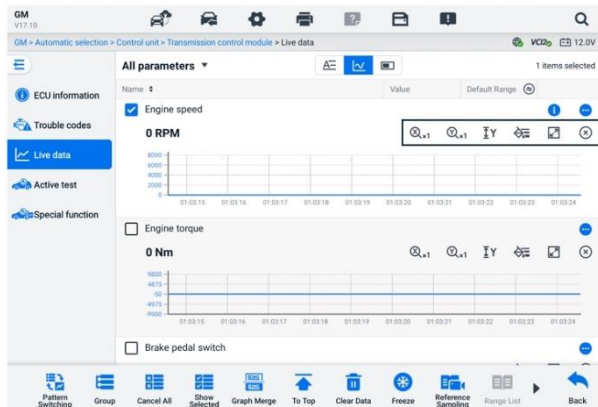 GM
V17.10
GM > Automatic selection > Control unit > Transmission control module > Live data
VCI
12.0V
All parameters
1 items selected
Name
Value
Default Range
ECU information
Trouble codes
Live data
Active test
Special function
Engine speed
0 RPM
X ×1 Y ×1 Y
8000
6000
4000
2000
0
01:03:15 01:03:16 01:03:17 01:03:18 01:03:19 01:03:20 01:03:21 01:03:22 01:03:23 01:03:24
Engine torque
0 Nm
X ×1 Y ×1 Y
9800
4875
-50
-4975
-9900
01:03:15 01:03:16 01:03:17 01:03:18 01:03:19 01:03:20 01:03:21 01:03:22 01:03:23 01:03:24
Brake pedal switch
Pattern Switching
Group
Cancel All
Show Selected
Graph Merge
To Top
Clear Data
Freeze
Reference Sampling
Range List
Back